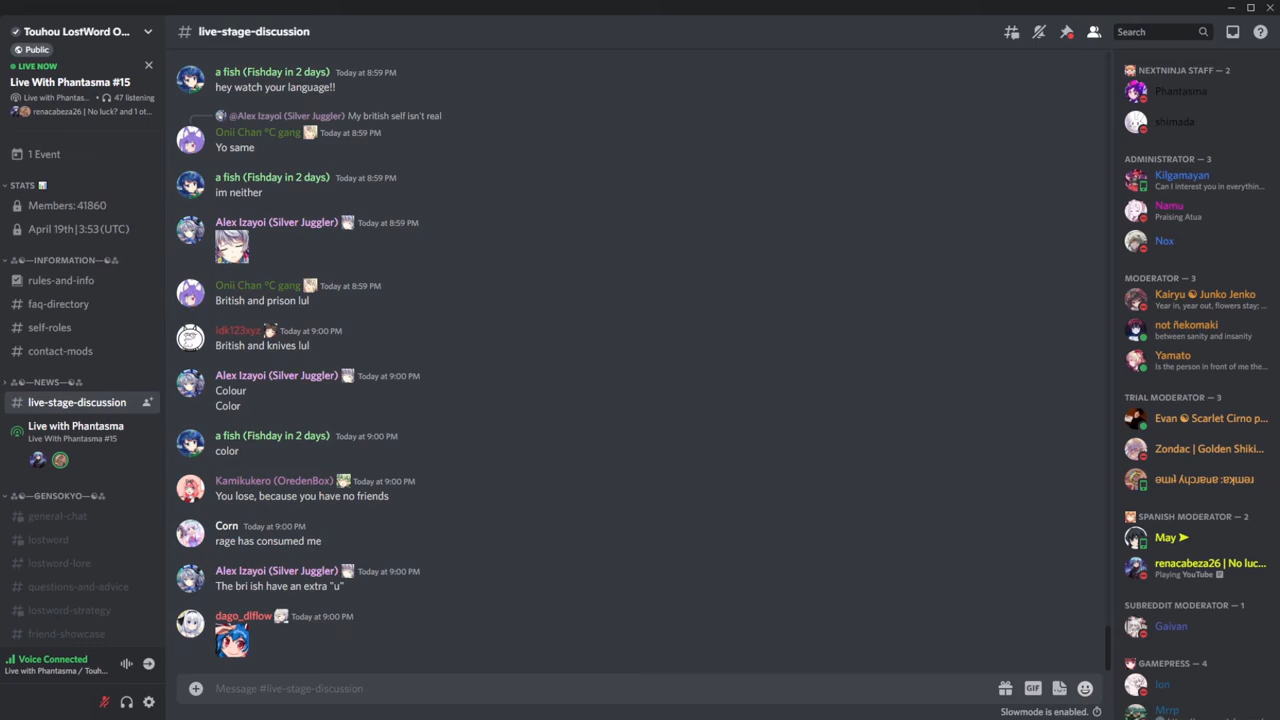 Touhou LostWord O...
Public
LIVE NOW
Live With Phantasma #15
Live with Phantas... • 47 listening
renacabeza26 | No luck? and 1 ot...
1 Event
STATS
Members: 41860
April 19th|3:53 (UTC)
INFORMATION
rules-and-info
faq-directory
self-roles
contact-mods
NEWS
live-stage-discussion
Live with Phantasma
Live With Phantasma #15
GENSOKYO
general-chat
lostword
lostword-lore
questions-and-advice
lostword-strategy
friend-showcase
Voice Connected
Live with Phantasma / Touh...
live-stage-discussion
Search
a fish (Fishday in 2 days) Today at 8:59 PM
hey watch your language!!
@Alex Izayoi (Silver Juggler) My british self isn't real
Onii Chan °C gang Today at 8:59 PM
Yo same
a fish (Fishday in 2 days) Today at 8:59 PM
im neither
Alex Izayoi (Silver Juggler) Today at 8:59 PM
Onii Chan °C gang Today at 8:59 PM
British and prison lul
Idk123xyz Today at 9:00 PM
British and knives lul
Alex Izayoi (Silver Juggler) Today at 9:00 PM
Colour
Color
a fish (Fishday in 2 days) Today at 9:00 PM
color
Kamikukero (OredenBox) Today at 9:00 PM
You lose, because you have no friends
Corn Today at 9:00 PM
rage has consumed me
Alex Izayoi (Silver Juggler) Today at 9:00 PM
The bri ish have an extra "u"
dago_dlflow Today at 9:00 PM
Message #live-stage-discussion
GIF
Slowmode is enabled.
NEXTNINJA STAFF — 2
Phantasma
shimada
ADMINISTRATOR — 3
Kilgamayan
Can I interest you in everythin...
Namu
Praising Atua
Nox
MODERATOR — 3
Kairyu ☯ Junko Jenko
Year in, year out, flowers stay; ...
not ñekomaki
between sanity and insanity
Yamato
Is the person in front of me the...
TRIAL MODERATOR — 3
Evan ☯ Scarlet Cirno p...
Zondac | Golden Shiki...
SPANISH MODERATOR — 2
May ➤
renacabeza26 | No luc...
Playing YouTube
SUBREDDIT MODERATOR — 1
Gaivan
GAMEPRESS — 4
Ion
Mrrp